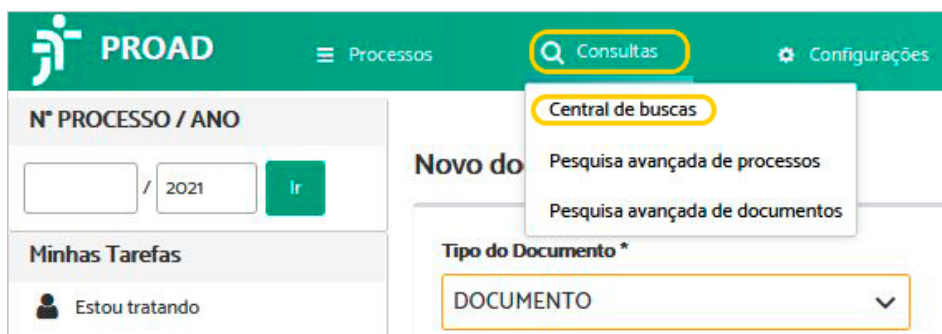 PROAD
Processos
Consultas
Configurações
Central de buscas
Pesquisa avançada de processos
Pesquisa avançada de documentos
N° PROCESSO / ANO
/ 2021 Ir
Minhas Tarefas
Estou tratando
Novo do
Tipo do Documento *
DOCUMENTO